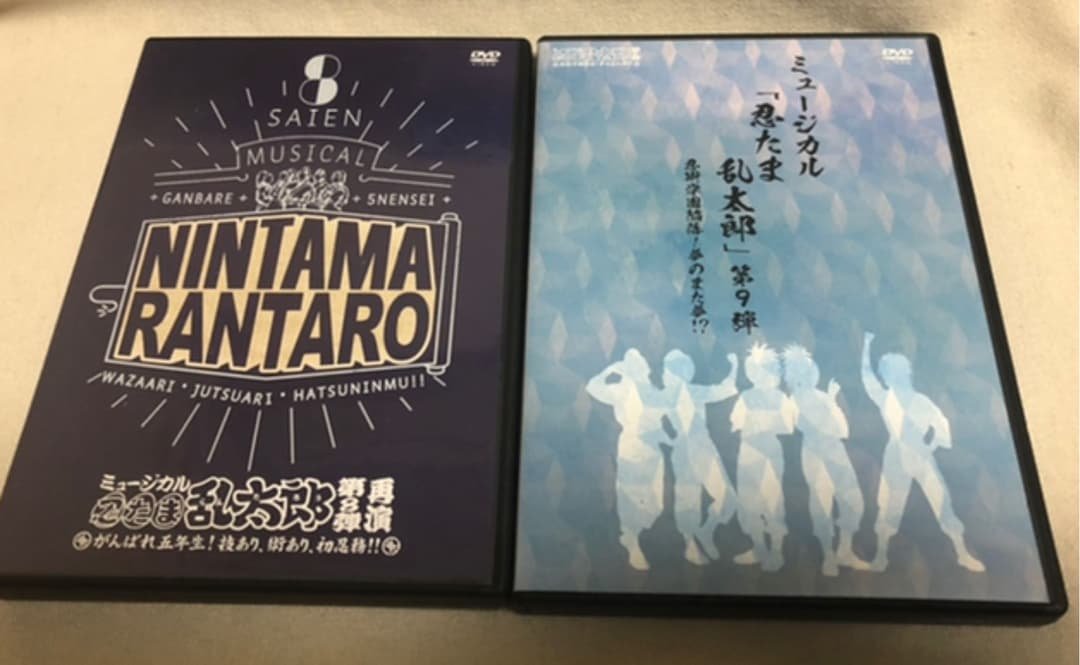 8
SAIEN
MUSICAL
GANBARE
5NENSEI
NINTAMA
RANTARO
WAZAARI・JUTSUARI・HATSUNINMU!!
ミュージカル
忍たま乱太郎
第8弾
再演
がんばれ五年生!技あり、術あり、初忍務!!
DVD
VIDEO
DVD
ミュージカル
「忍たま
乱太郎」第9弾
忍術学園陥落!夢のまた夢!?